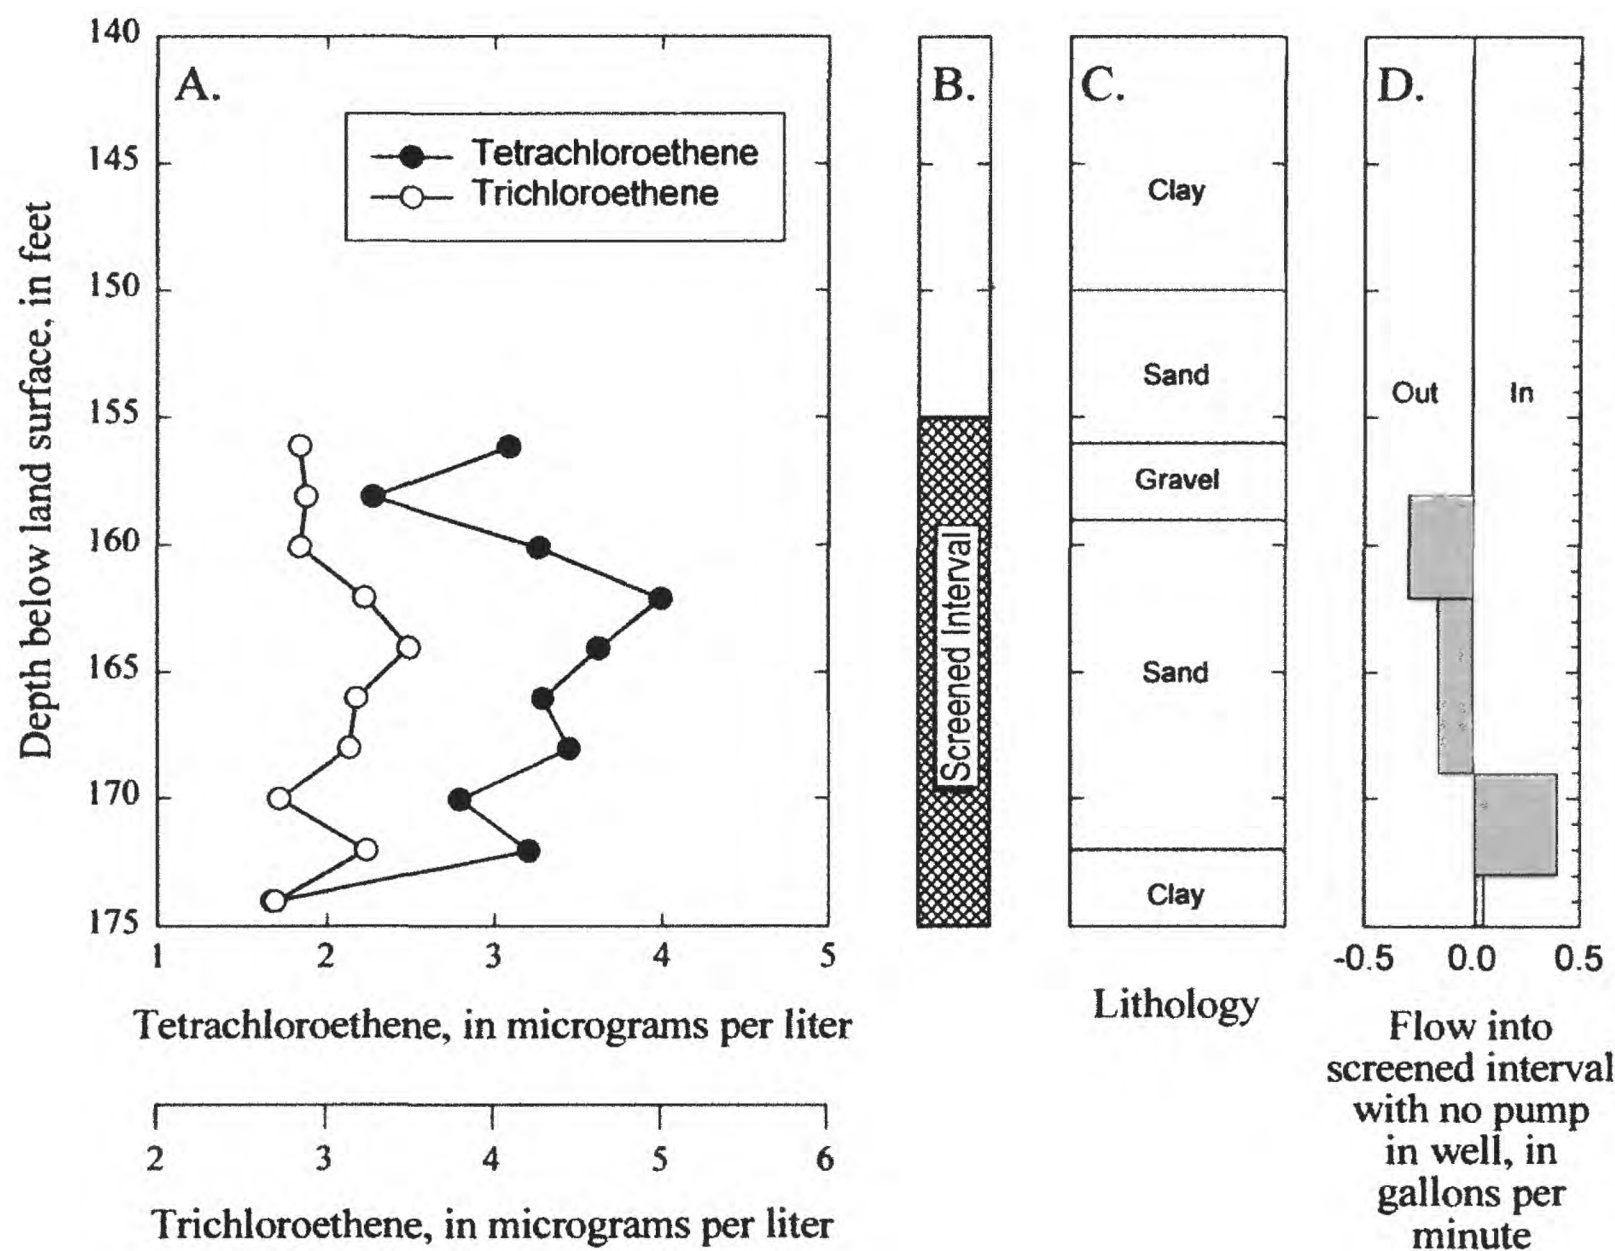 A.
Tetrachloroethene
Trichloroethene
140
145
150
155
160
165
170
175
Depth below land surface, in feet
1 2 3 4 5
Tetrachloroethene, in micrograms per liter
2 3 4 5 6
Trichloroethene, in micrograms per liter
B.
Screened Interval
C.
Clay
Sand
Gravel
Sand
Clay
Lithology
D.
Out In
-0.5 0.0 0.5
Flow into
screened interval
with no pump
in well, in
gallons per
minute